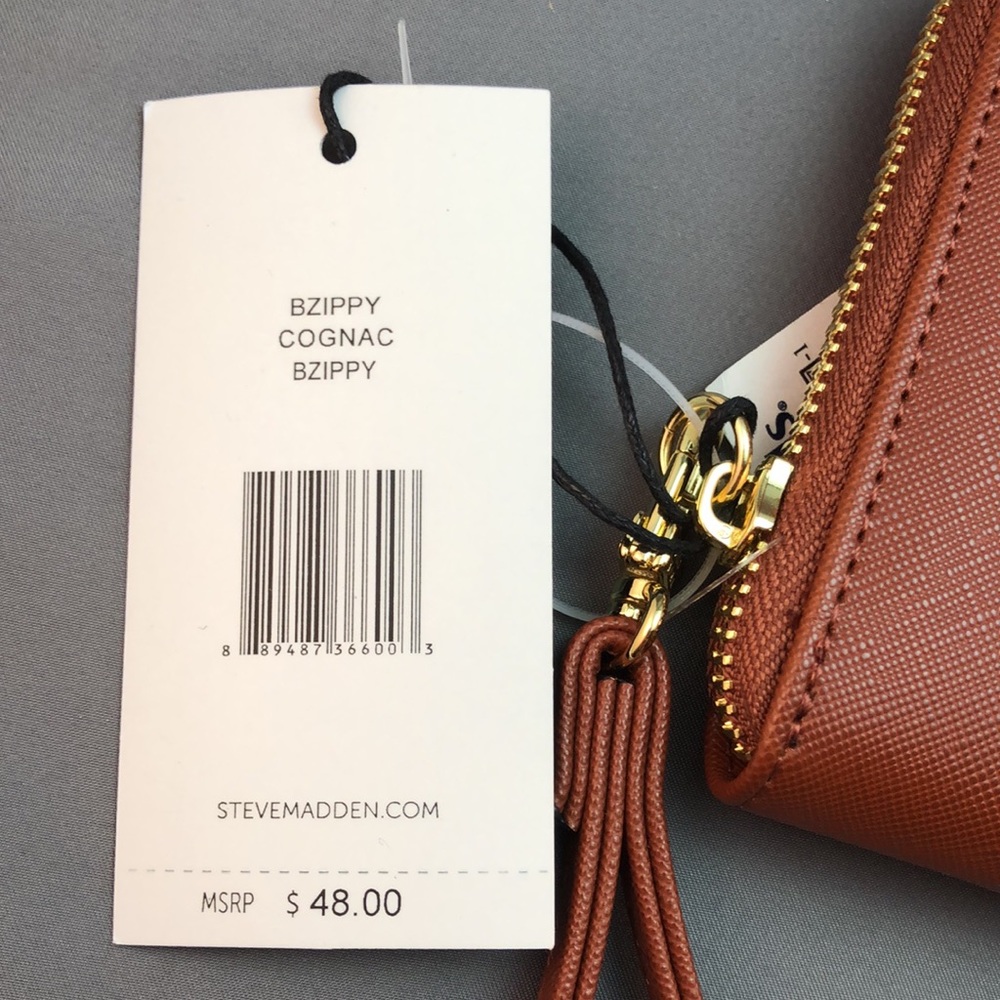 BZIPPY
COGNAC
BZIPPY
8 89487 36600 3
STEVEMADDEN.COM
MSRP $ 48.00